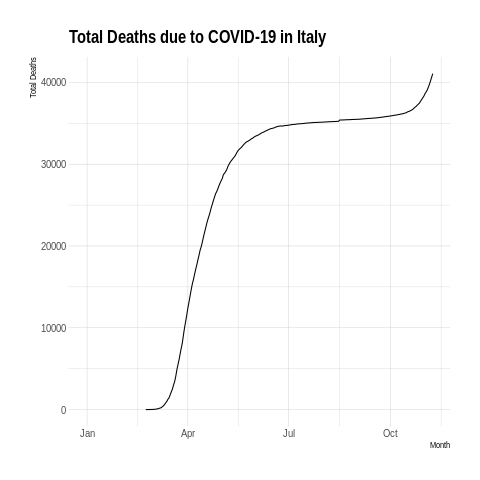 Total Deaths due to COVID-19 in Italy
Total Deaths
40000
30000
20000
10000
0
Jan Apr Jul Oct
Month